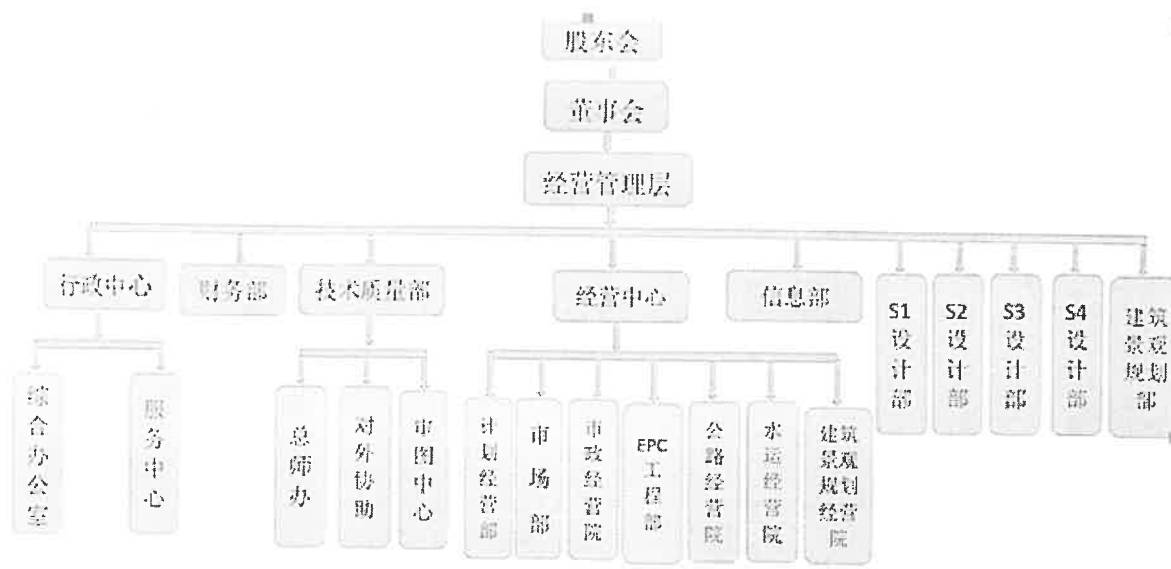 股东会
董事会
经营管理层
行政中心
财务部
技术质量部
经营中心
信息部
S1设计部
S2设计部
S3设计部
S4设计部
建筑景观规划部
综合办公室
服务中心
总师办
对外协助
审图中心
计划经营部
市场部
市政经营院
EPC工程部
公路经营院
水运经营院
建筑景观规划经营院